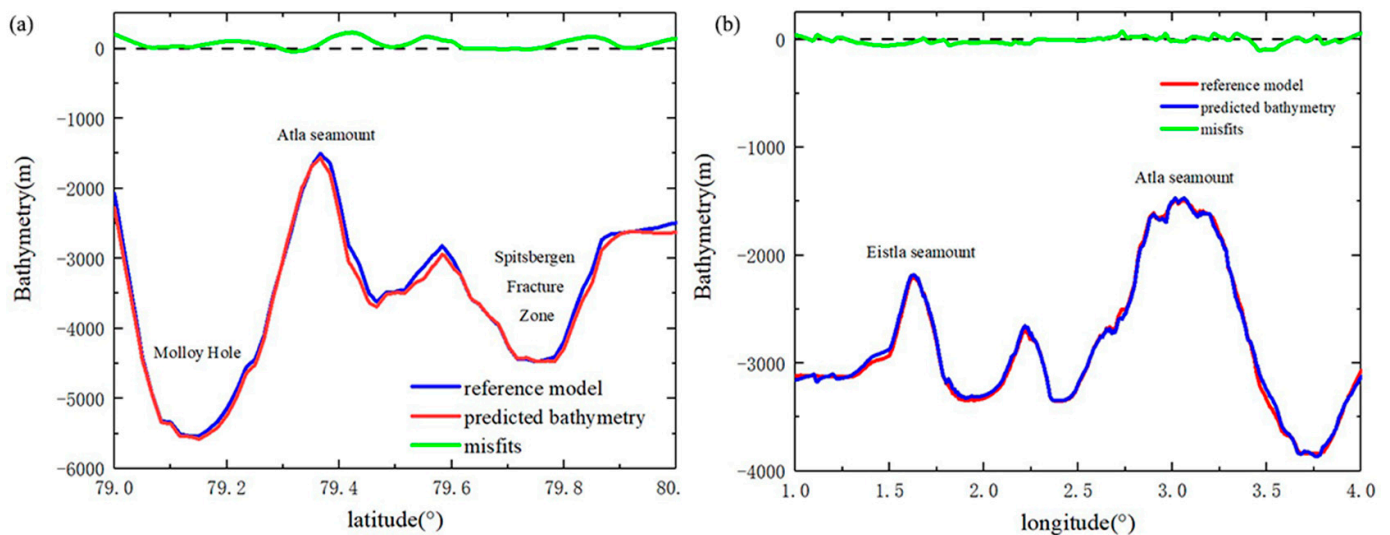 (a)
0
-1000
-2000
-3000
-4000
-5000
-6000
Bathymetry(m)
Atla seamount
Molloy Hole
Spitsbergen
Fracture
Zone
reference model
predicted bathymetry
misfits
79.0 79.2 79.4 79.6 79.8 80.
latitude(°)
(b)
0
-1000
-2000
-3000
-4000
Bathymetry(m)
reference model
predicted bathymetry
misfits
Atla seamount
Eistla seamount
1.0 1.5 2.0 2.5 3.0 3.5 4.0
longitude(°)